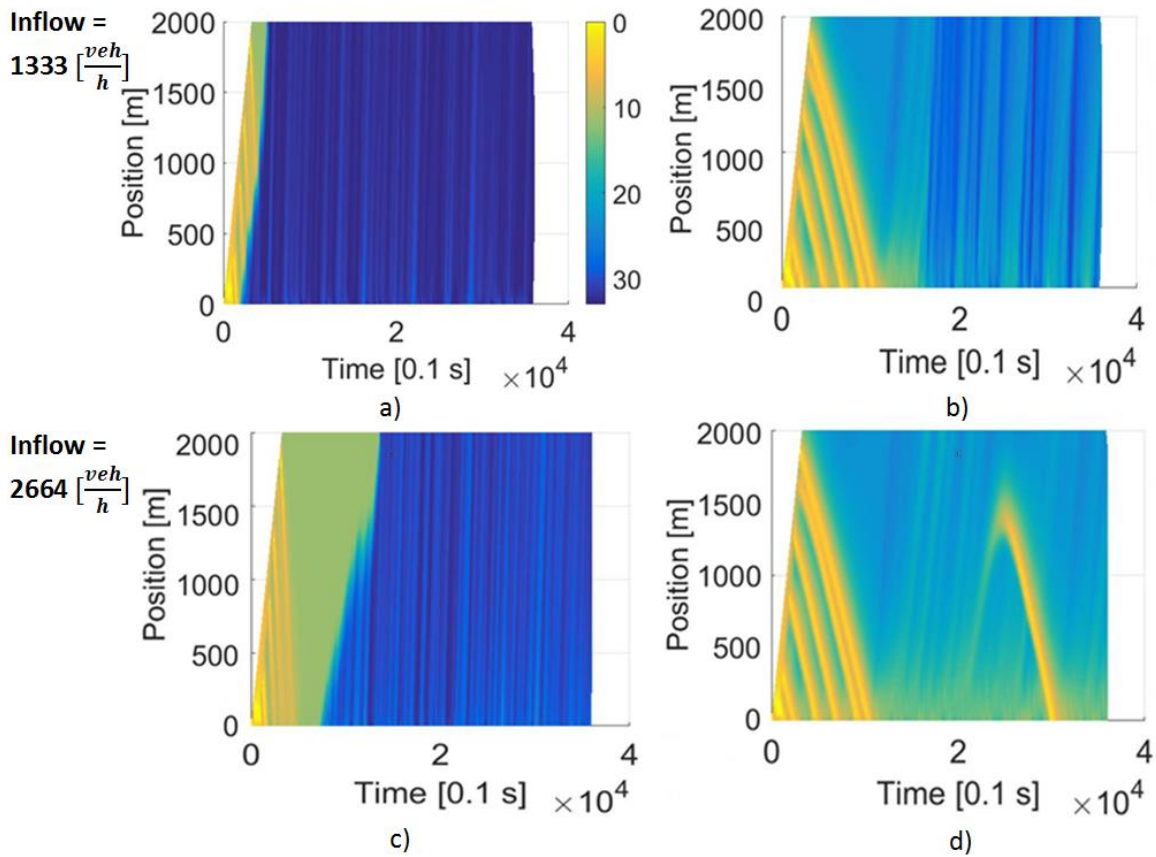 Inflow =
1333 [veh/h]
Position [m]
2000
1500
1000
500
0
0 2 4
Time [0.1 s] ×10^4
a)
0
10
20
30
Position [m]
2000
1500
1000
500
0
0 2 4
Time [0.1 s] ×10^4
b)
Inflow =
2664 [veh/h]
Position [m]
2000
1500
1000
500
0
0 2 4
Time [0.1 s] ×10^4
c)
Position [m]
2000
1500
1000
500
0
0 2 4
Time [0.1 s] ×10^4
d)